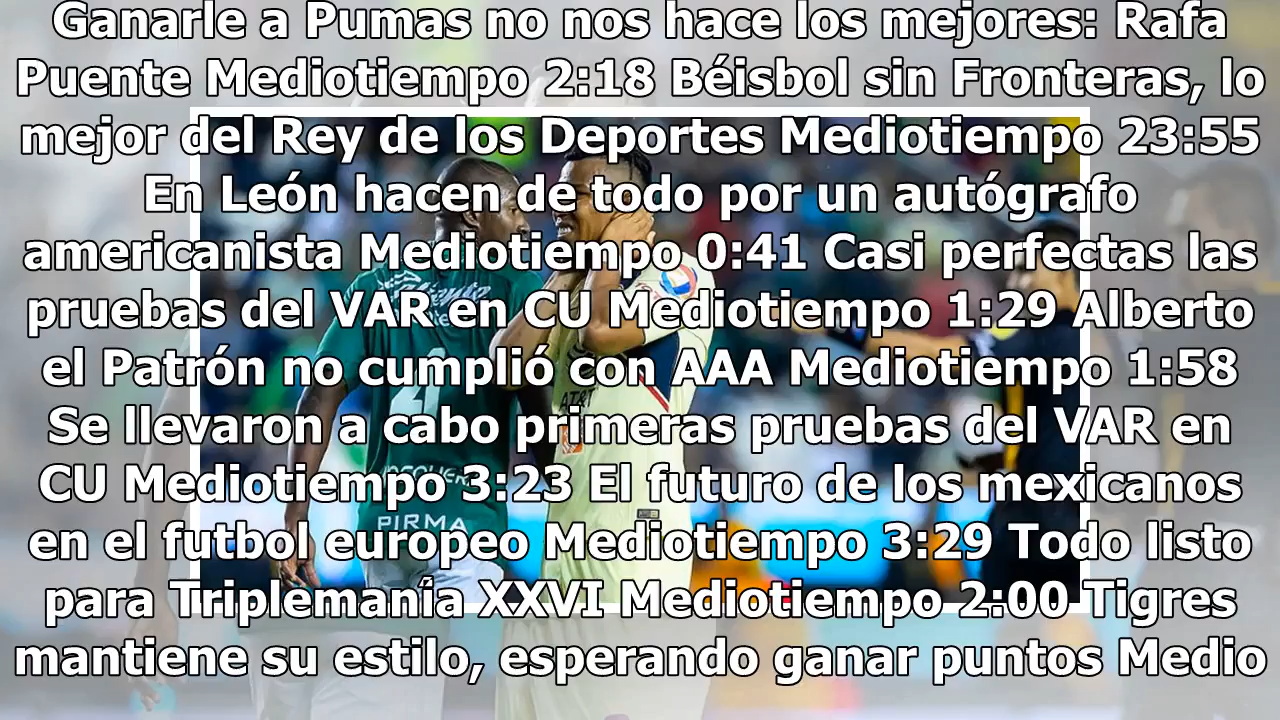 Ganarle a Pumas no nos hace los mejores: Rafa
Puente Mediotiempo 2:18 Béisbol sin Fronteras, lo
mejor del Rey de los Deportes Mediotiempo 23:55
En León hacen de todo por un autógrafo
americanista Mediotiempo 0:41 Casi perfectas las
pruebas del VAR en CU Mediotiempo 1:29 Alberto
el Patrón no cumplió con AAA Mediotiempo 1:58
Se llevaron a cabo primeras pruebas del VAR en
CU Mediotiempo 3:23 El futuro de los mexicanos
en el futbol europeo Mediotiempo 3:29 Todo listo
para Triplemanía XXVI Mediotiempo 2:00 Tigres
mantiene su estilo, esperando ganar puntos Medio
AT&T
PIRMA